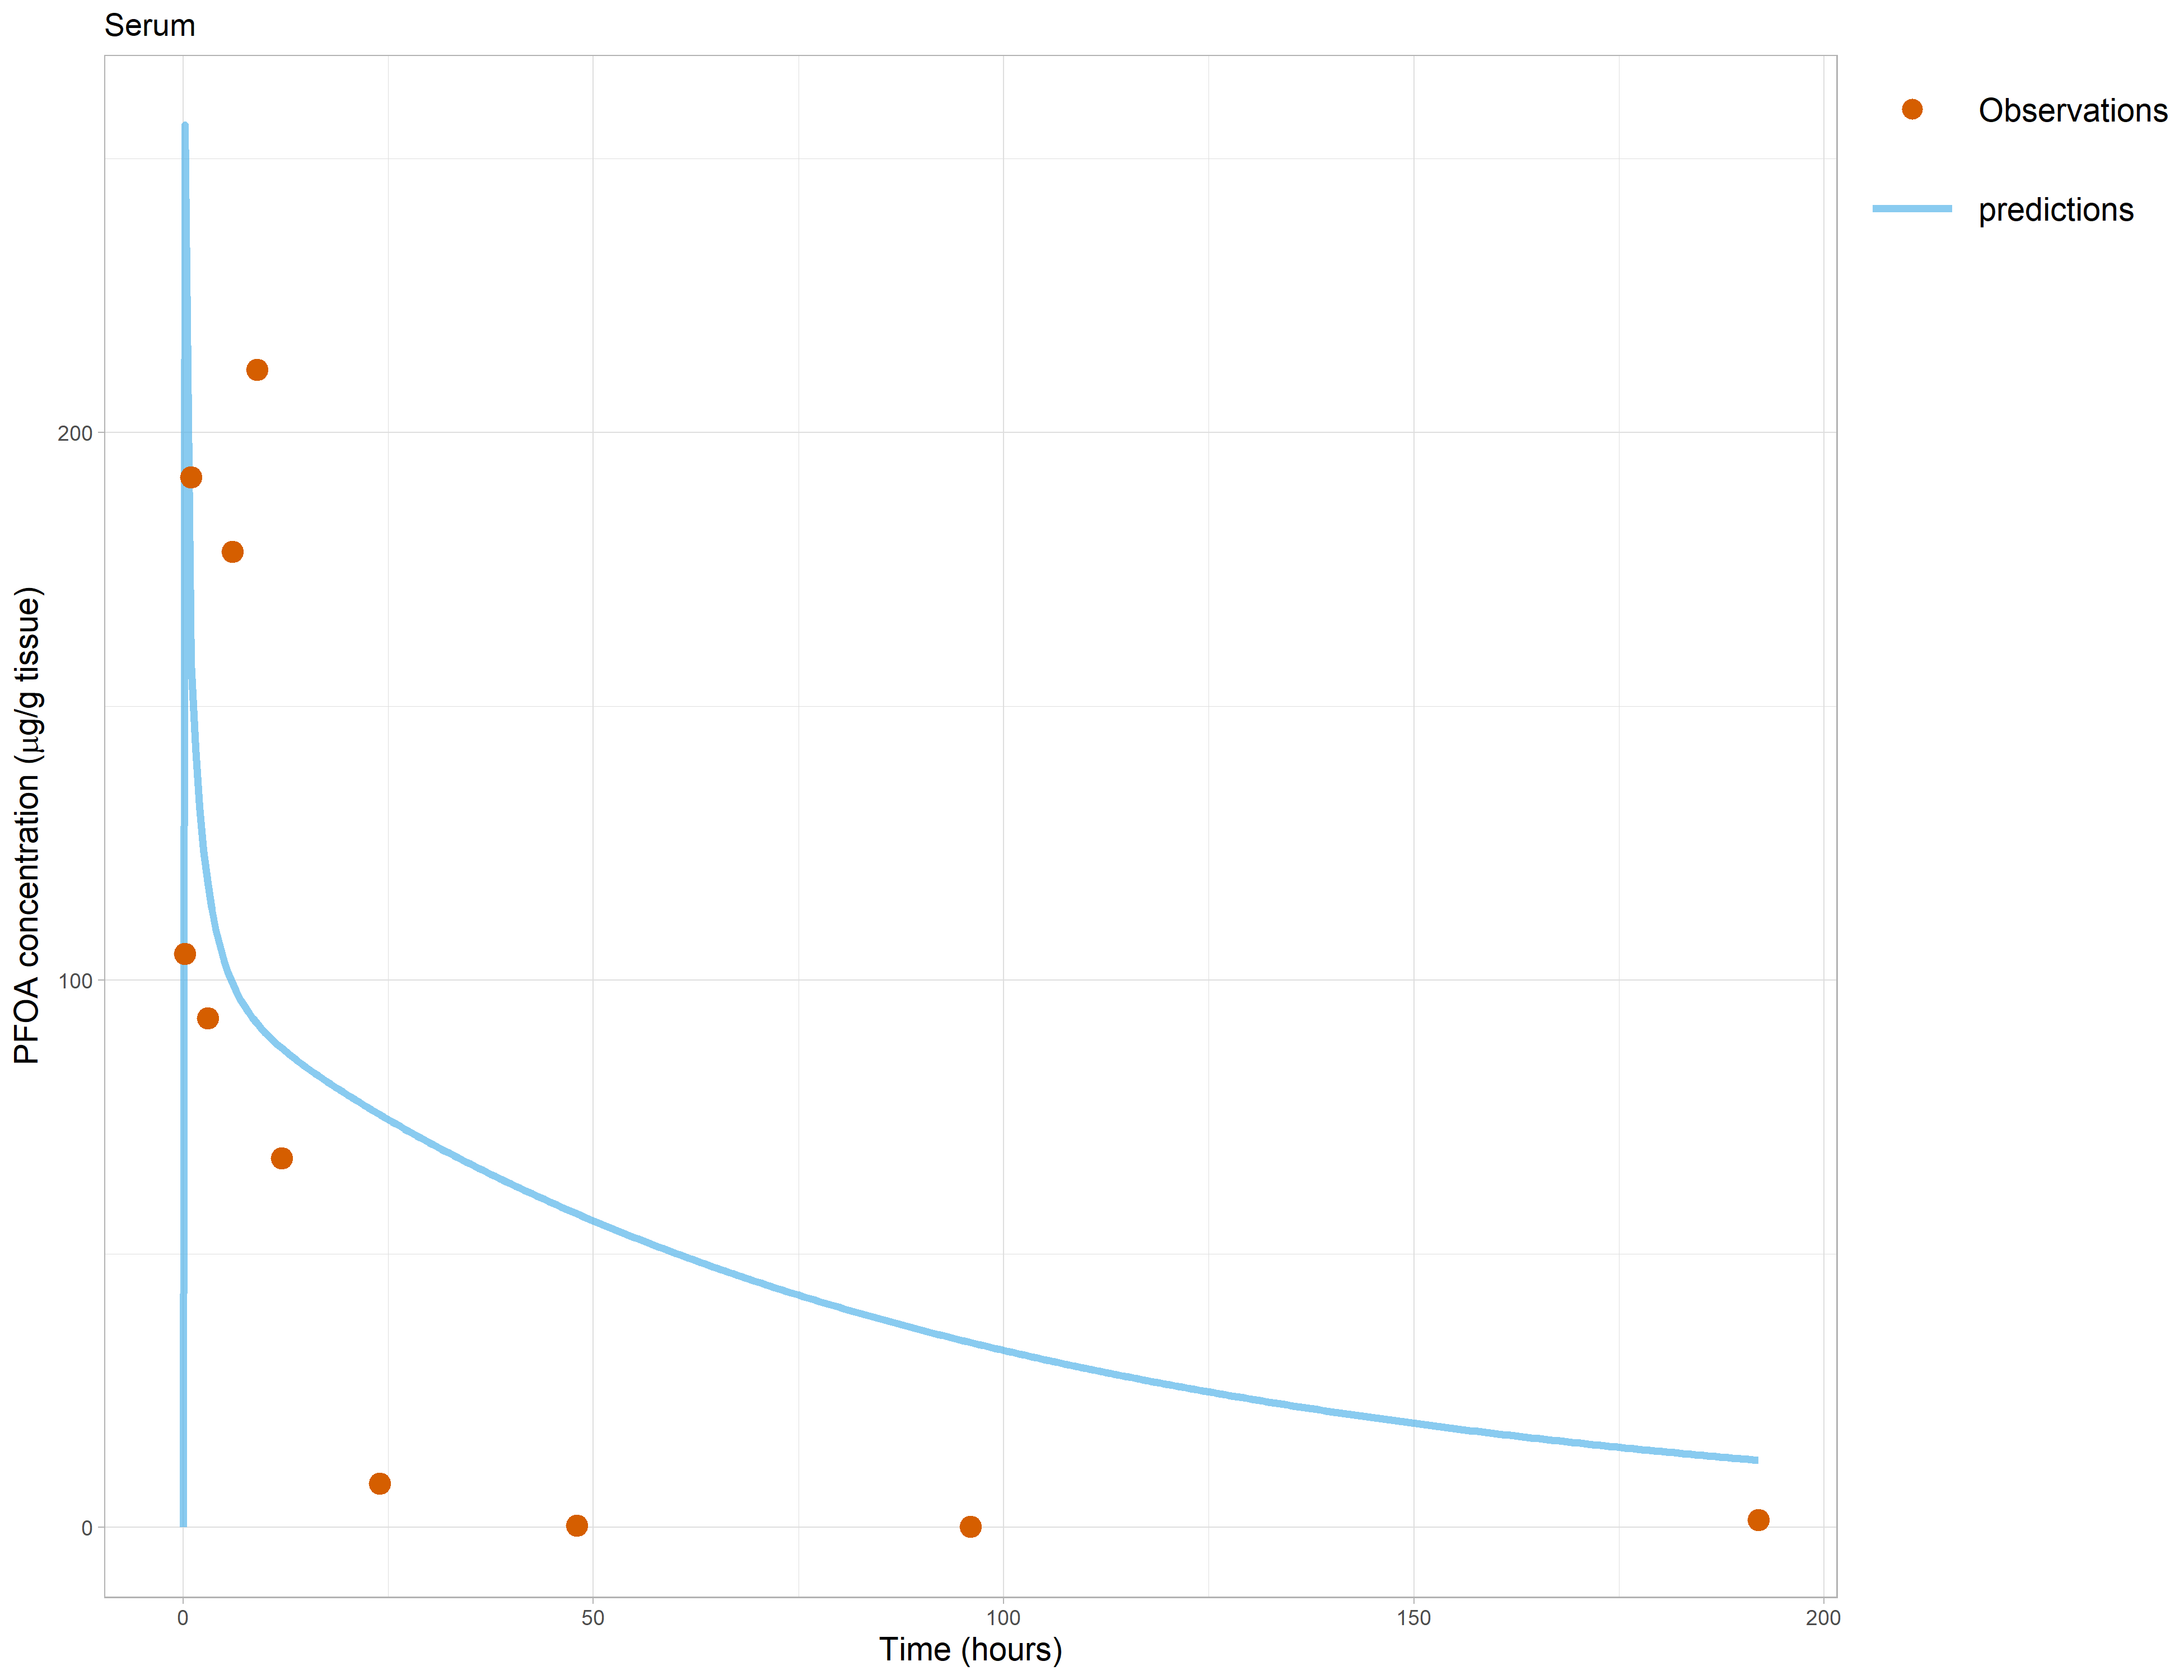 Serum
Observations
predictions
PFOA concentration (μg/g tissue)
200
100
0
0 50 100 150 200
Time (hours)